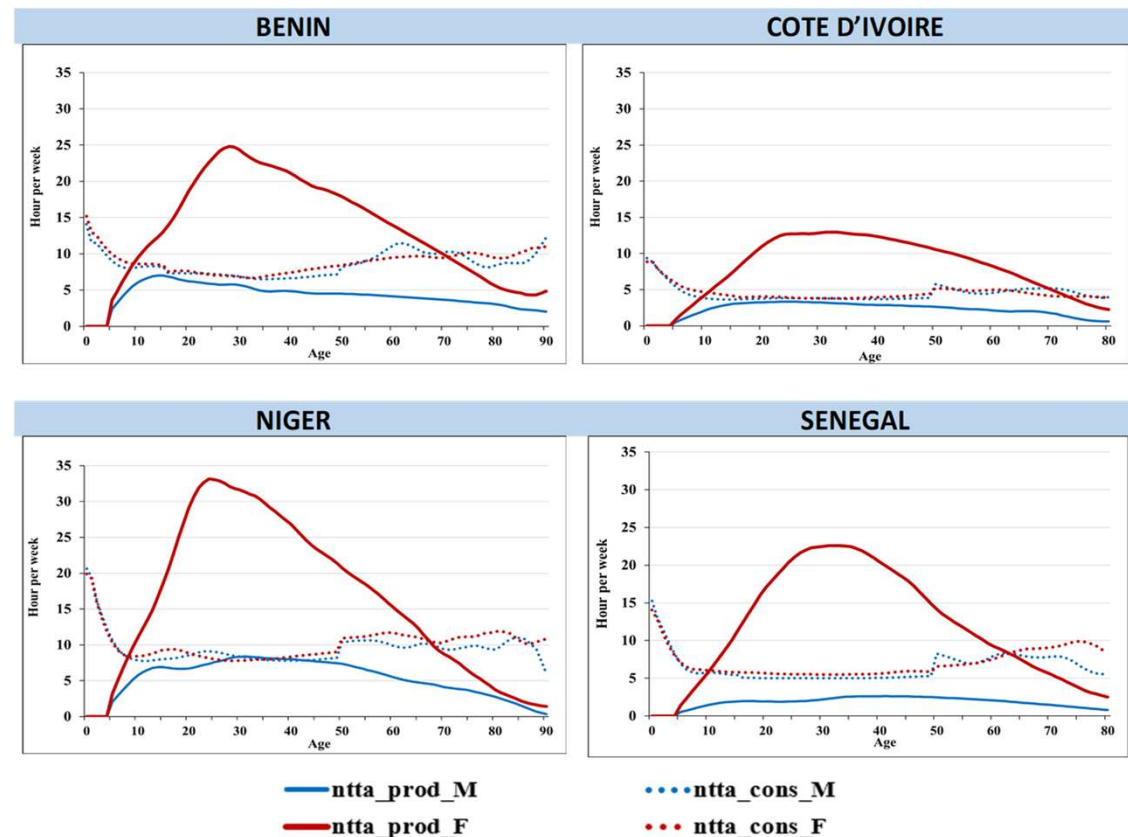 BENIN
Hour per week
35
30
25
20
15
10
5
0
0 10 20 30 40 50 60 70 80 90
Age
COTE D’IVOIRE
Hour per week
35
30
25
20
15
10
5
0
0 10 20 30 40 50 60 70 80
Age
NIGER
Hour per week
35
30
25
20
15
10
5
0
0 10 20 30 40 50 60 70 80 90
Age
SENEGAL
Hour per week
35
30
25
20
15
10
5
0
0 10 20 30 40 50 60 70 80
Age
ntta_prod_M ntta_cons_M
ntta_prod_F ntta_cons_F